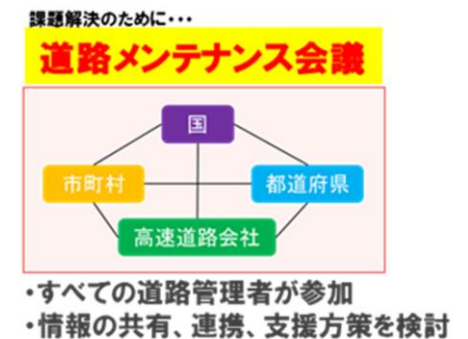 課題解決のために・・・
道路メンテナンス会議
国
市町村
都道府県
高速道路会社
・すべての道路管理者が参加
・情報の共有、連携、支援方策を検討